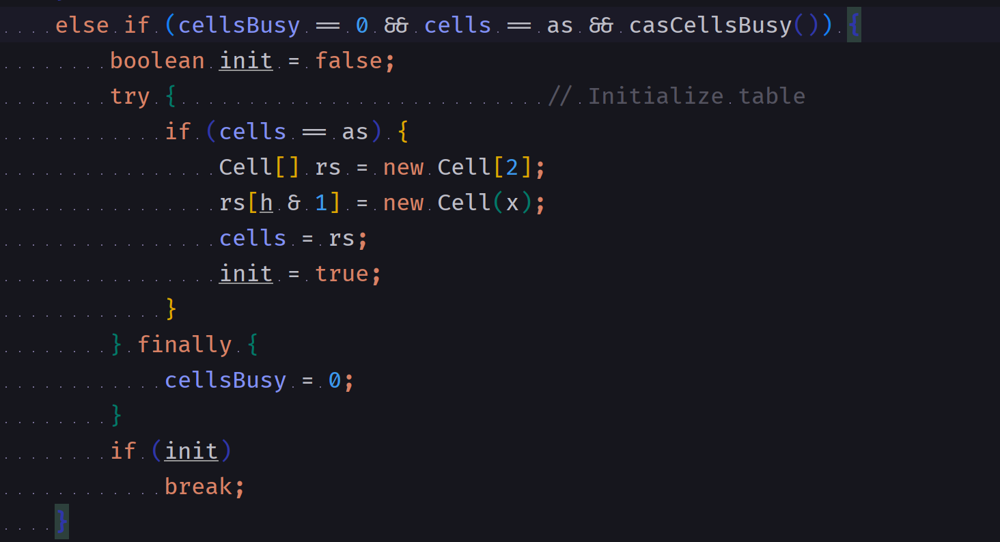 else if (cellsBusy == 0 && cells == as && casCellsBusy()) {
boolean init = false;
try { // Initialize table
if (cells == as) {
Cell[] rs = new Cell[2];
rs[h & 1] = new Cell(x);
cells = rs;
init = true;
}
} finally {
cellsBusy = 0;
}
if (init)
break;
}